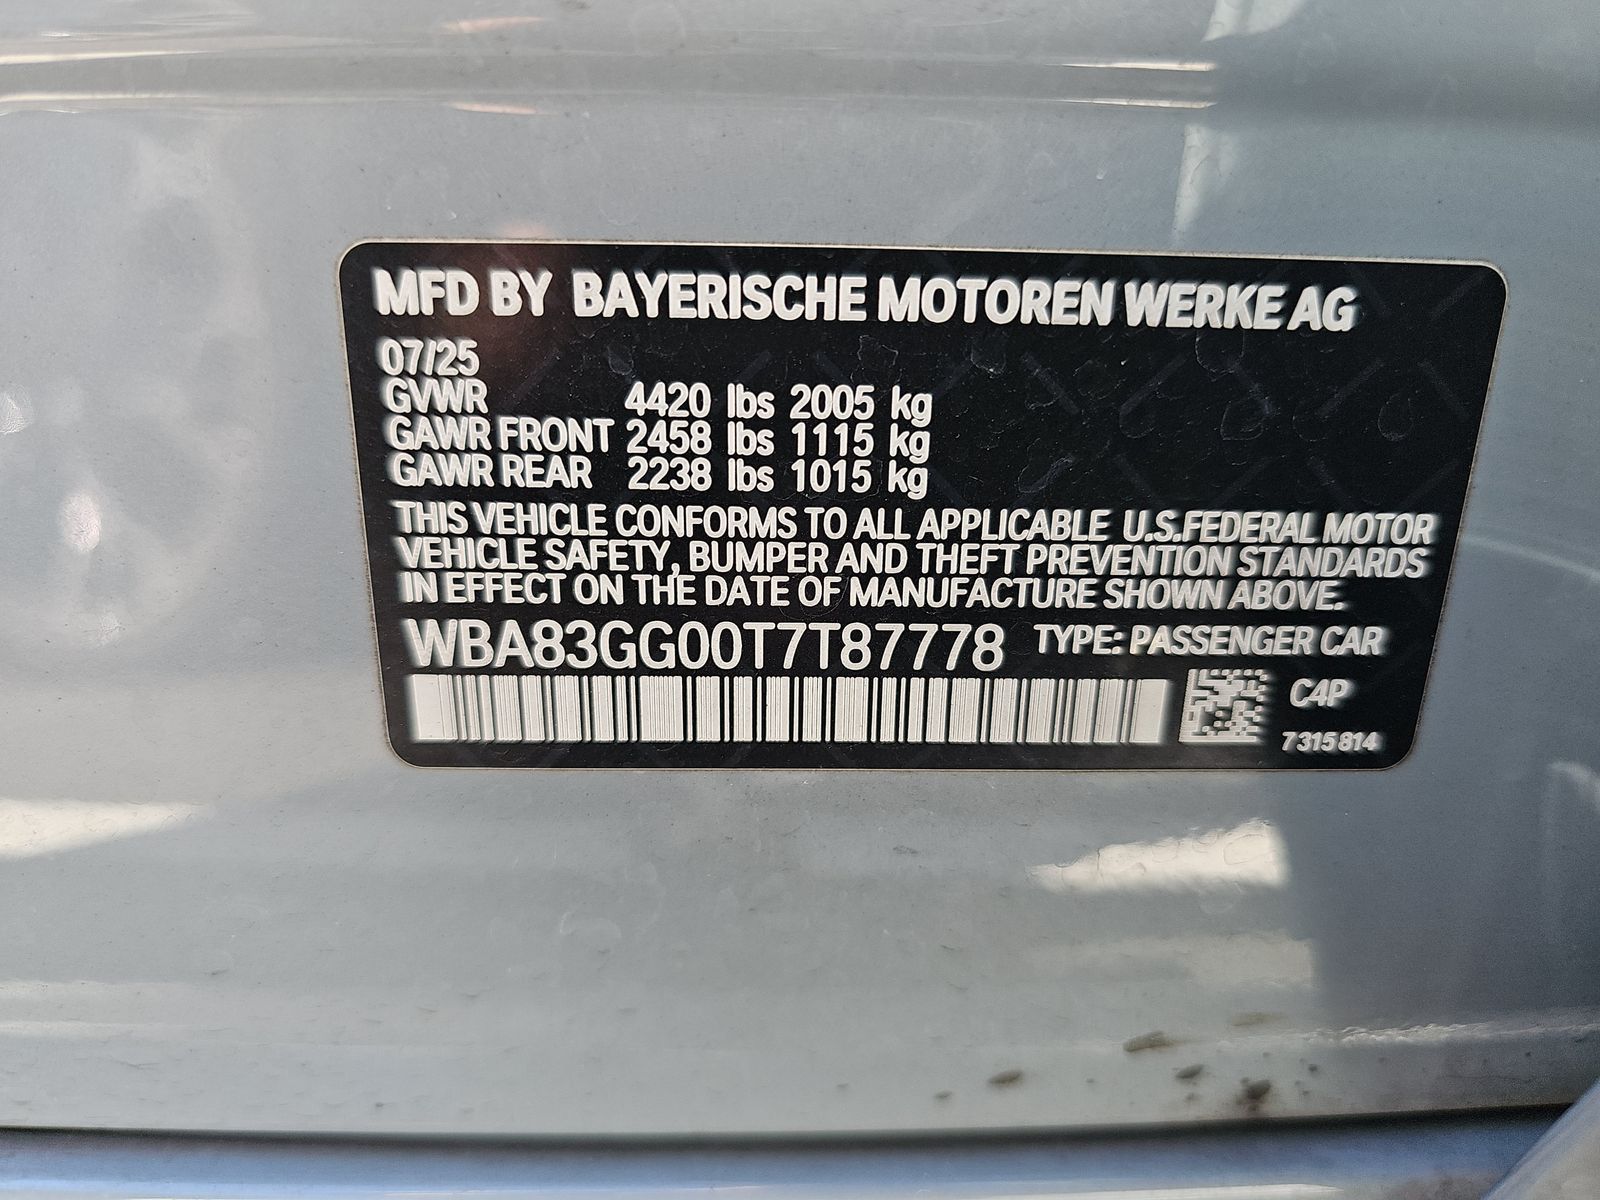 MFD BY BAYERISCHE MOTOREN WERKE AG
07/25
GVWR 4420 lbs 2005 kg
GAWR FRONT 2458 lbs 1115 kg
GAWR REAR 2238 lbs 1015 kg
THIS VEHICLE CONFORMS TO ALL APPLICABLE U.S.FEDERAL MOTOR
VEHICLE SAFETY, BUMPER AND THEFT PREVENTION STANDARDS
IN EFFECT ON THE DATE OF MANUFACTURE SHOWN ABOVE.
WBA83GG00T7T87778 TYPE: PASSENGER CAR
C4P
7315814